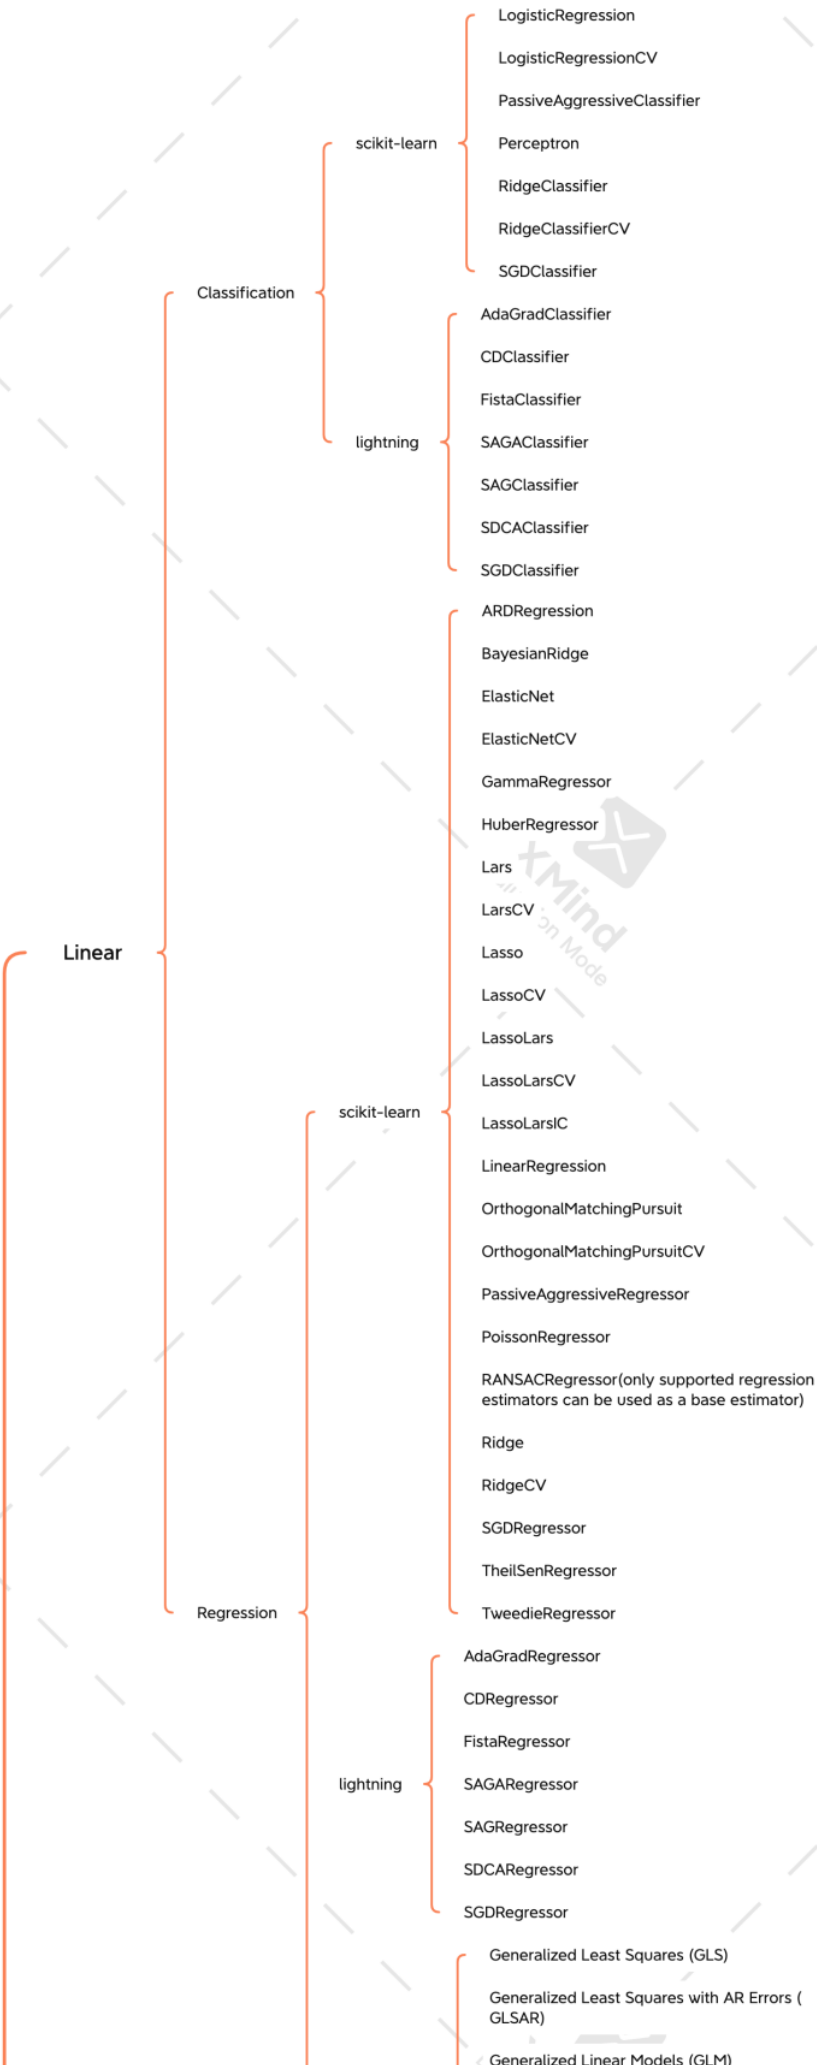 LogisticRegression
LogisticRegressionCV
PassiveAggressiveClassifier
scikit-learn
Perceptron
RidgeClassifier
RidgeClassifierCV
SGDClassifier
Classification
AdaGradClassifier
CDClassifier
FistaClassifier
lightning
SAGAClassifier
SAGClassifier
SDCAClassifier
SGDClassifier
ARDRegression
BayesianRidge
ElasticNet
ElasticNetCV
GammaRegressor
HuberRegressor
Lars
XMind
LarsCV
Mode
Linear
Lasso
LassoCV
LassoLars
LassoLarsCV
scikit-learn
LassoLarsIC
LinearRegression
OrthogonalMatchingPursuit
OrthogonalMatchingPursuitCV
PassiveAggressiveRegressor
PoissonRegressor
RANSACRegressor(only supported regression
estimators can be used as a base estimator)
Ridge
RidgeCV
SGDRegressor
TheilSenRegressor
Regression
TweedieRegressor
AdaGradRegressor
CDRegressor
FistaRegressor
lightning
SAGARegressor
SAGRegressor
SDCARegressor
SGDRegressor
Generalized Least Squares (GLS)
Generalized Least Squares with AR Errors (
GLSAR)
Generalized Linear Models (GLM)